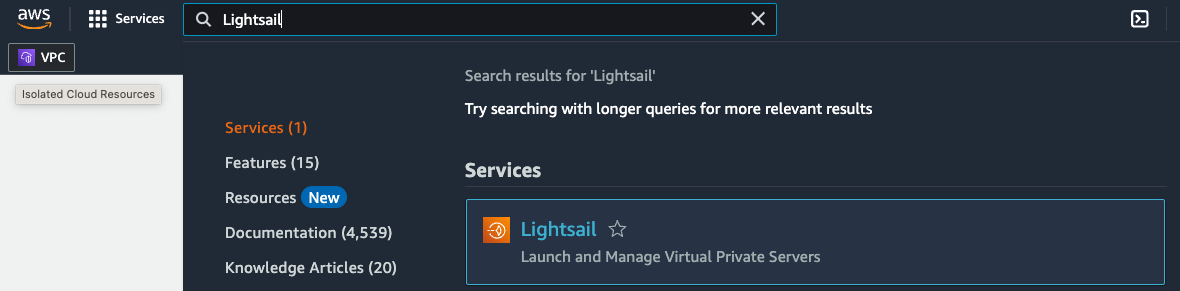 aws
Services
Lightsail
VPC
Isolated Cloud Resources
Search results for 'Lightsail'
Try searching with longer queries for more relevant results
Services (1)
Features (15)
Resources New
Documentation (4,539)
Knowledge Articles (20)
Services
Lightsail
Launch and Manage Virtual Private Servers